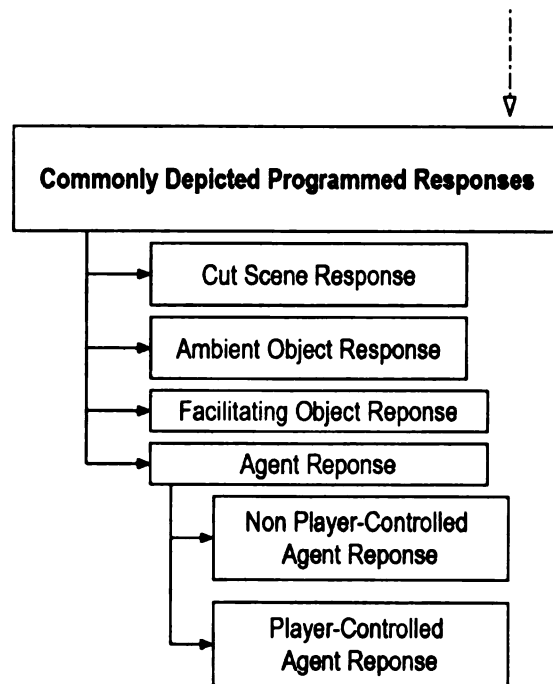 Commonly Depicted Programmed Responses
Cut Scene Response
Ambient Object Response
Facilitating Object Reponse
Agent Reponse
Non Player-Controlled
Agent Reponse
Player-Controlled
Agent Reponse